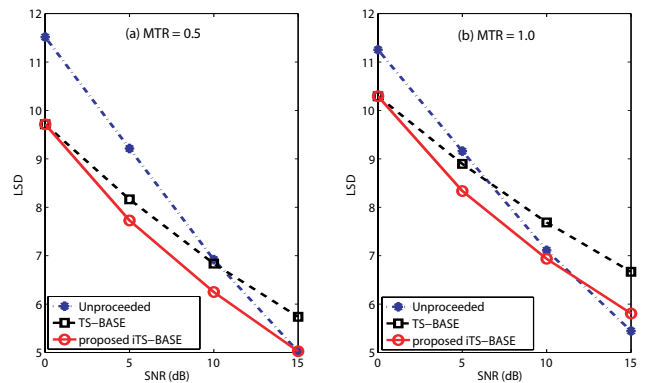 (a) MTR = 0.5
12
11
10
9
8
7
6
5
LSD
0
5
10
15
SNR (dB)
Unproceeded
TS-BASE
proposed iTS-BASE
(b) MTR = 1.0
12
11
10
9
8
7
6
5
LSD
0
5
10
15
SNR (dB)
Unproceeded
TS-BASE
proposed iTS-BASE